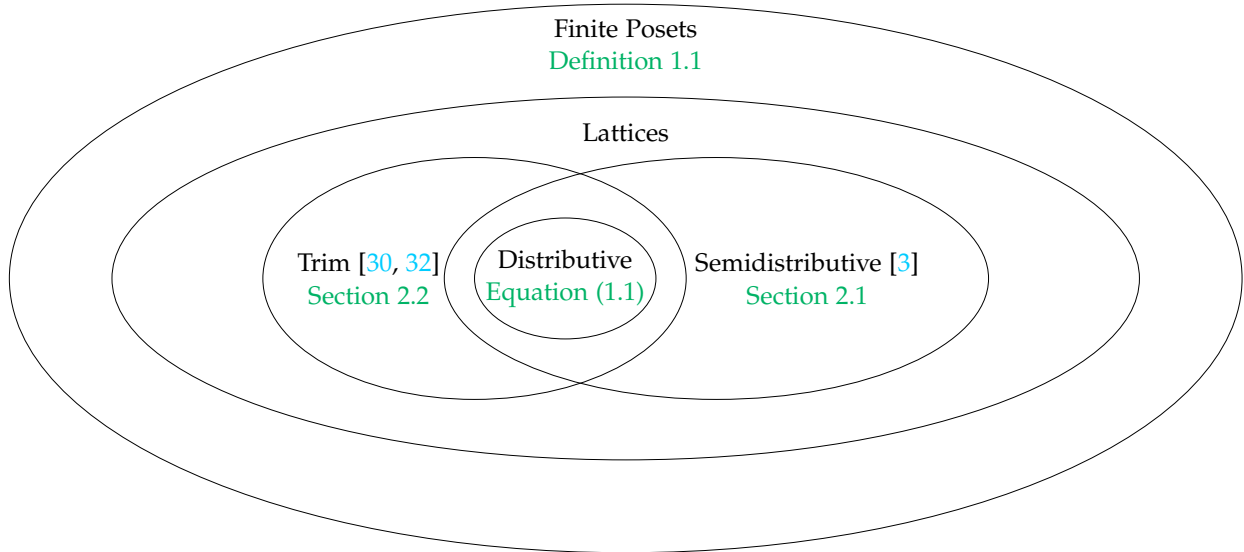 Finite Posets
Definition 1.1
Lattices
Trim [30, 32]
Section 2.2
Distributive
Equation (1.1)
Semidistributive [3]
Section 2.1